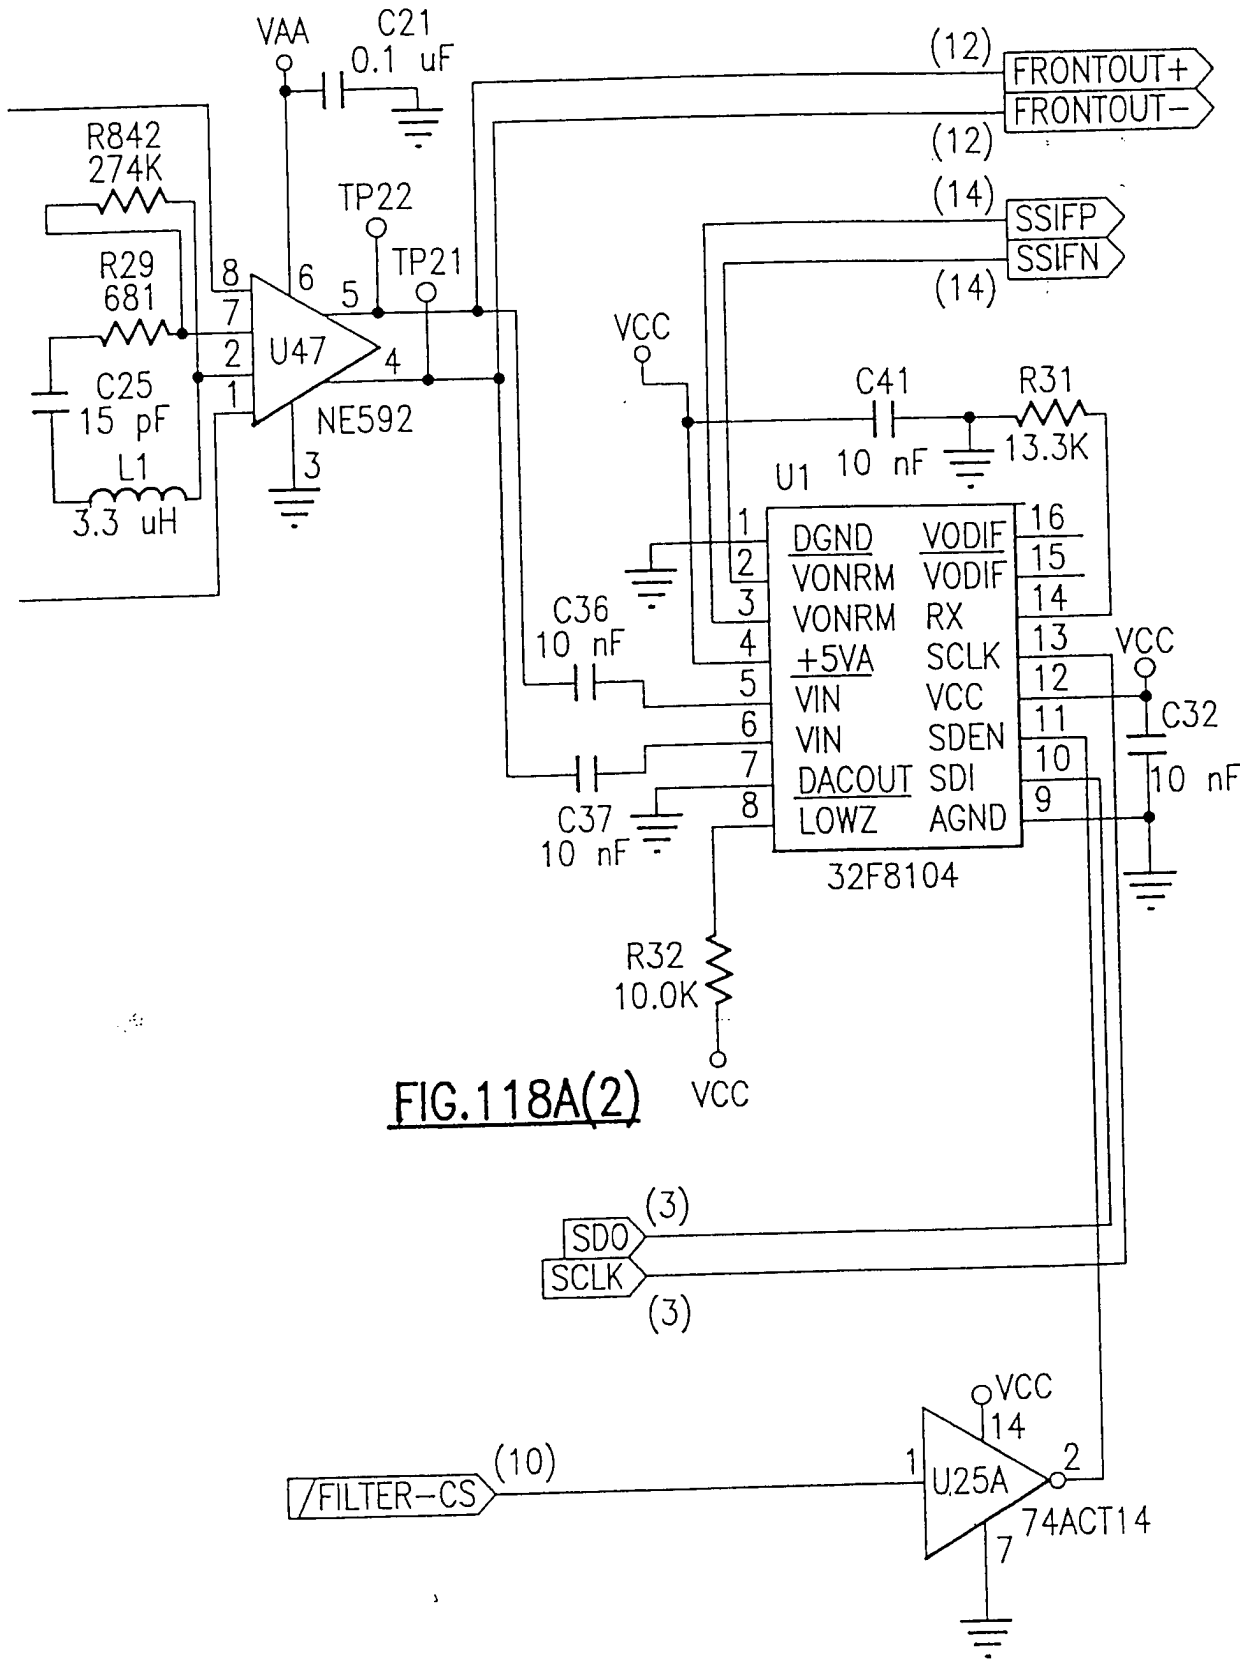 VAA
C21
0.1 uF
(12)
FRONTOUT+
FRONTOUT-
(12)
R842
274K
TP22
(14)
SSIFP
SSIFN
(14)
R29
681
TP21
8
6
5
7
U47
2
4
1
NE592
3
C25
15 pF
L1
3.3 uH
VCC
C41
10 nF
R31
13.3K
U1
1 DGND VODIF 16
2 VONRM VODIF 15
3 VONRM RX 14
4 +5VA SCLK 13
5 VIN VCC 12
6 VIN SDEN 11
7 DACOUT SDI 10
8 LOWZ AGND 9
32F8104
C36
10 nF
C37
10 nF
VCC
C32
10 nF
R32
10.0K
VCC
FIG.118A(2)
(3)
SDO
SCLK
(3)
VCC
14
(10)
/FILTER-CS
1
U25A
2
74ACT14
7